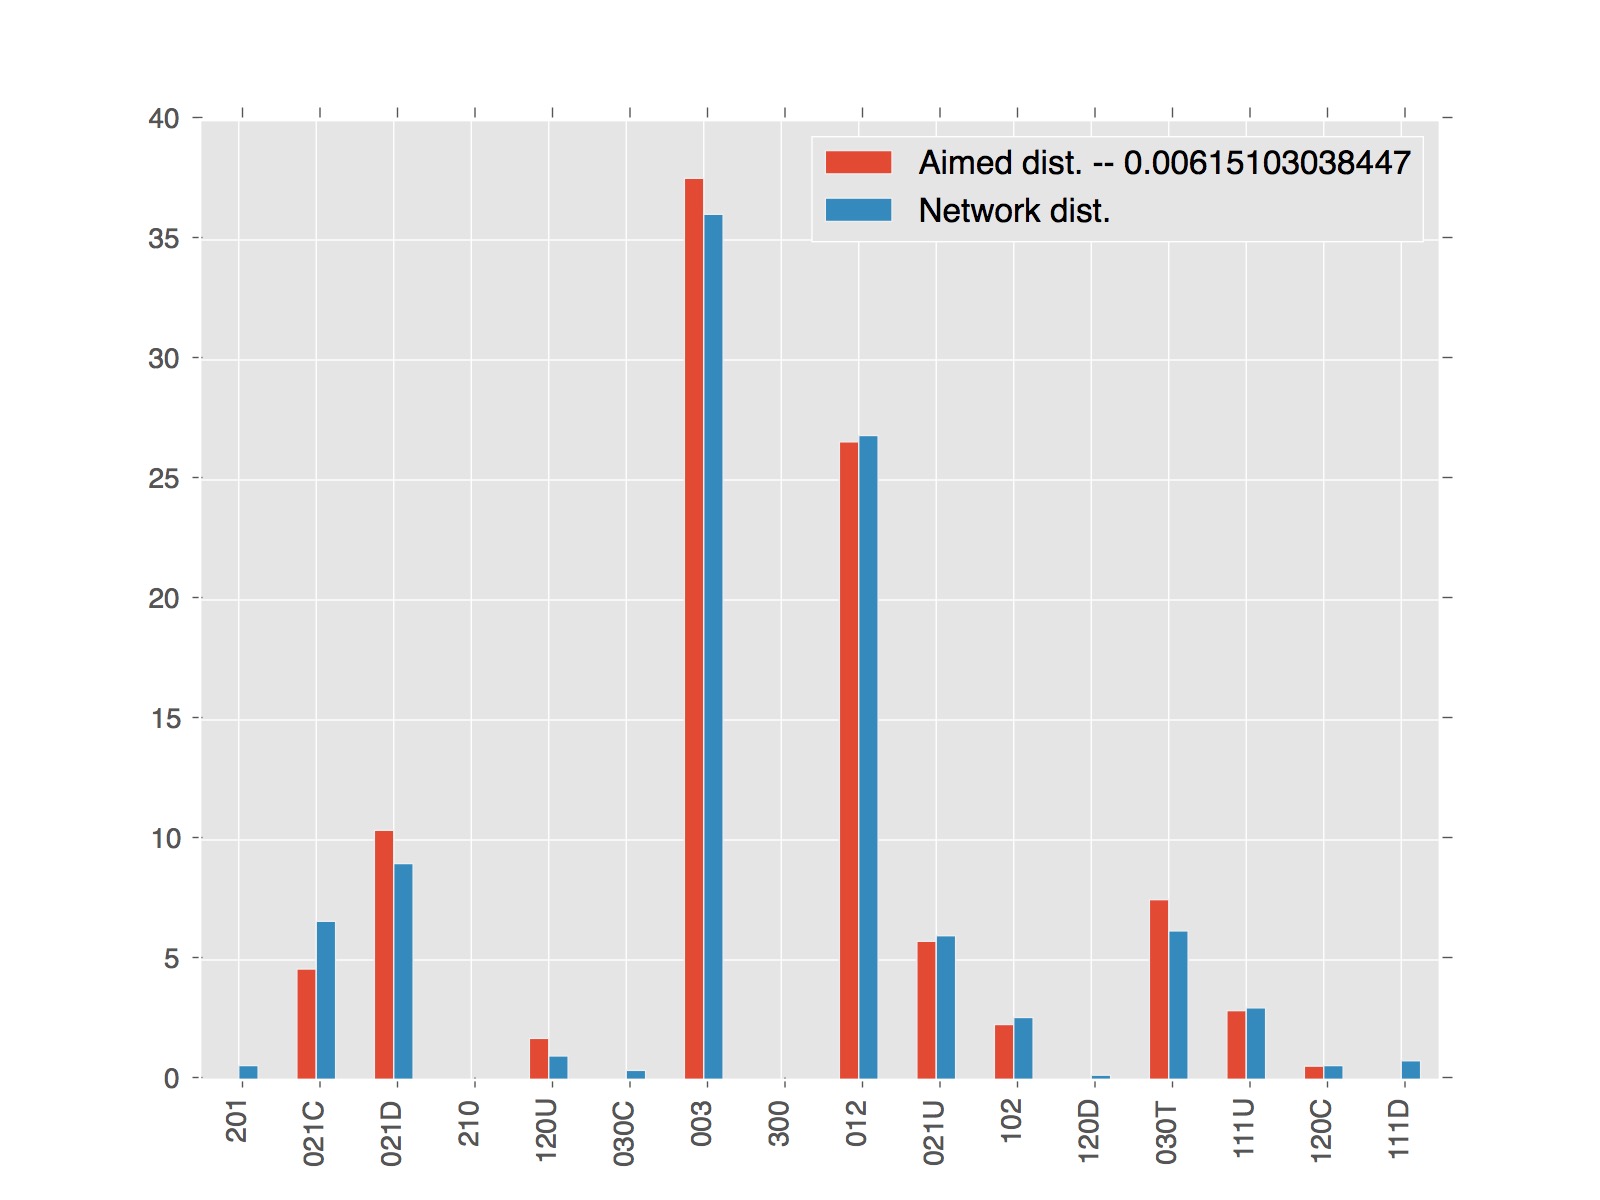 40
35
30
25
20
15
10
5
0
Aimed dist. -- 0.00615103038447
Network dist.
201
021C
021D
210
120U
030C
003
300
012
021U
102
120D
030T
111U
120C
111D